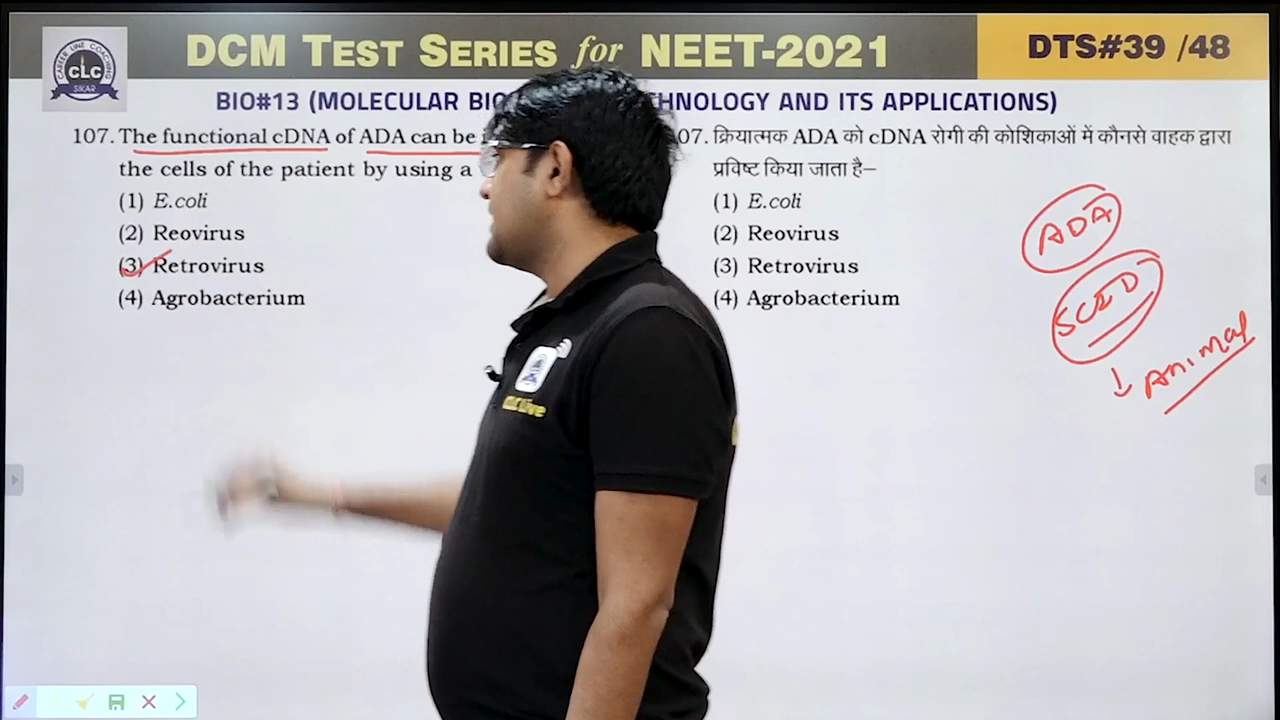 DCM TEST SERIES for NEET-2021
DTS#39 /48
CAREER LINE COACHING
CLC
SIKAR
BIO#13 (MOLECULAR BIO HNOLOGY AND ITS APPLICATIONS)
107. The functional cDNA of ADA can be
the cells of the patient by using a
(1) E.coli
(2) Reovirus
(3) Retrovirus
(4) Agrobacterium
07. क्रियात्मक ADA को cDNA रोगी की कोशिकाओं में कौनसे वाहक द्वारा
प्रविष्ट किया जाता है–
(1) E.coli
(2) Reovirus
(3) Retrovirus
(4) Agrobacterium
ADA
SCID
Animal